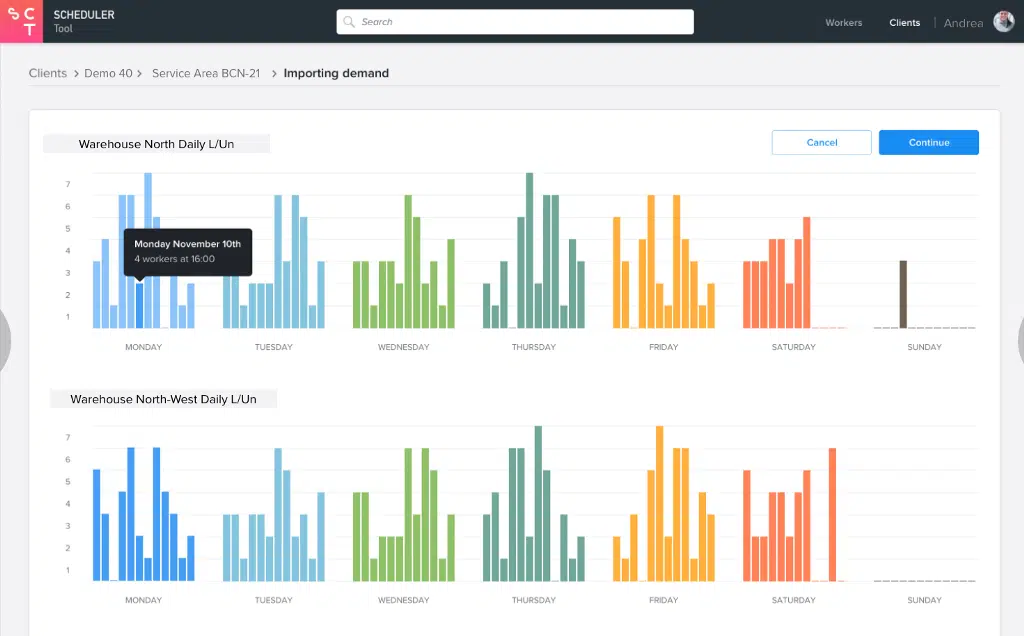 SCT
SCHEDULER
Tool
Search
Workers
Clients
Andrea
Clients > Demo 40 > Service Area BCN-21 > Importing demand
Warehouse North Daily L/Un
Cancel
Continue
7
6
5
4
3
2
1
Monday November 10th
4 workers at 16:00
MONDAY TUESDAY WEDNESDAY THURSDAY FRIDAY SATURDAY SUNDAY
Warehouse North-West Daily L/Un
7
6
5
4
3
2
1
MONDAY TUESDAY WEDNESDAY THURSDAY FRIDAY SATURDAY SUNDAY